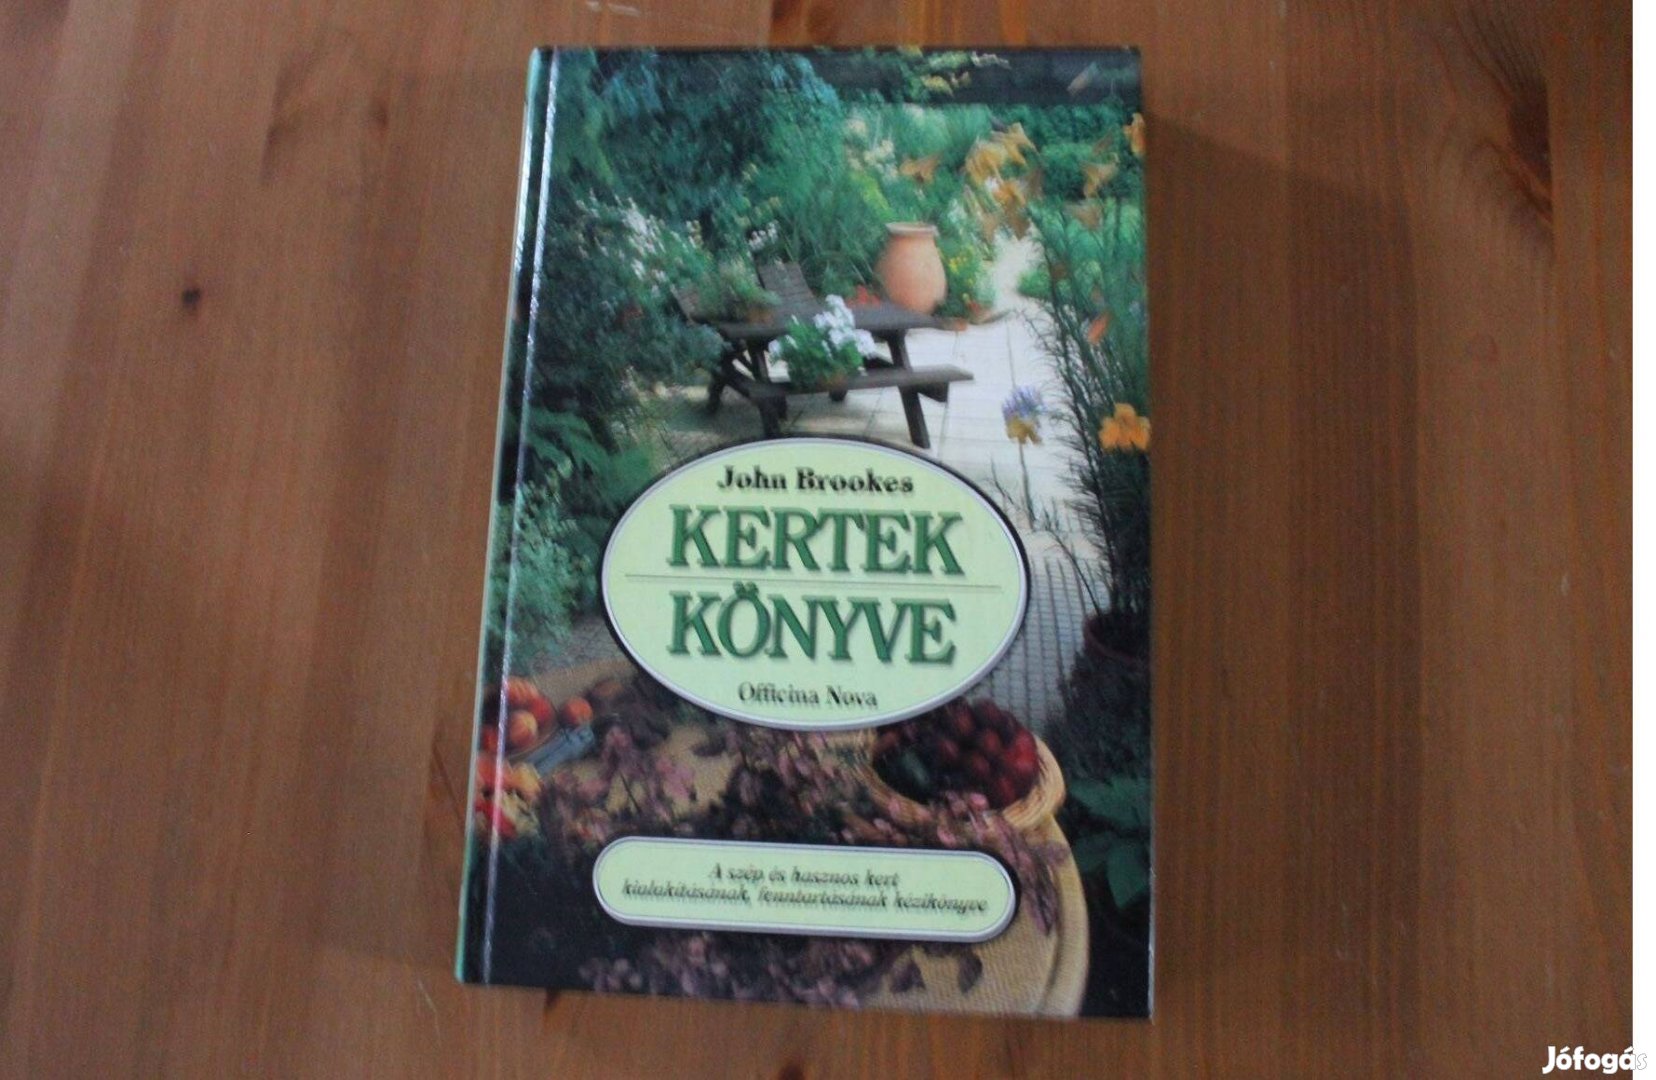 John Brookes
KERTEK
KÖNYVE
Officina Nova
A szép és hasznos kert
kialakításának, fenntartásának kézikönyve
Jófogás